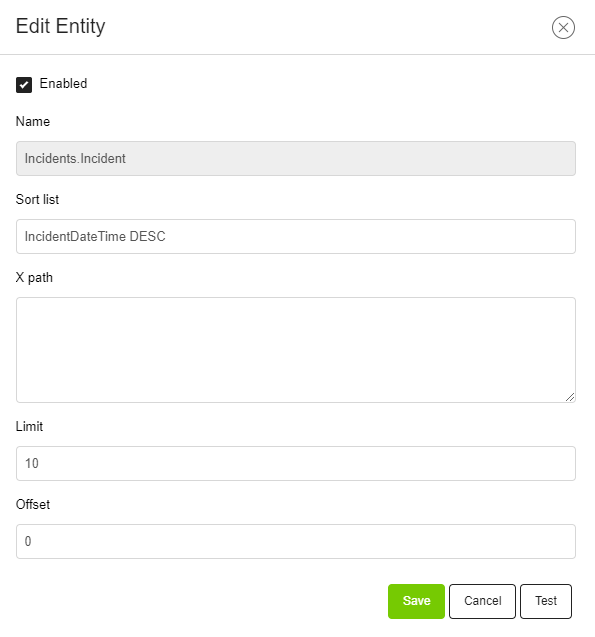 Edit Entity
Enabled
Name
Incidents.Incident
Sort list
IncidentDateTime DESC
X path
Limit
10
Offset
0
Save Cancel Test